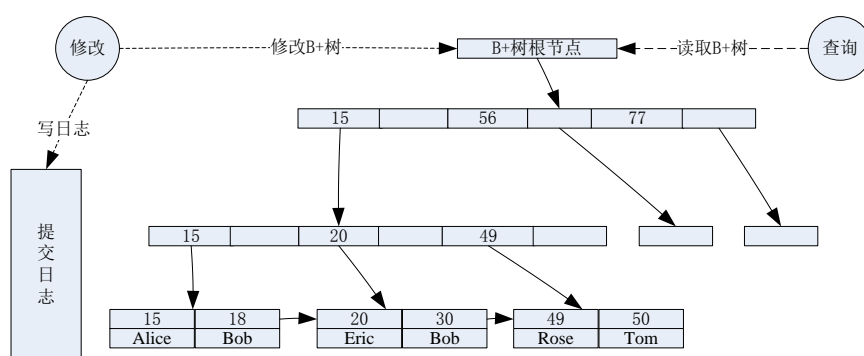 修改
修改B+树
B+树根节点
读取B+树
查询
写日志
15
56
77
提交日志
15
20
49
15
18
20
30
49
50
Alice
Bob
Eric
Bob
Rose
Tom